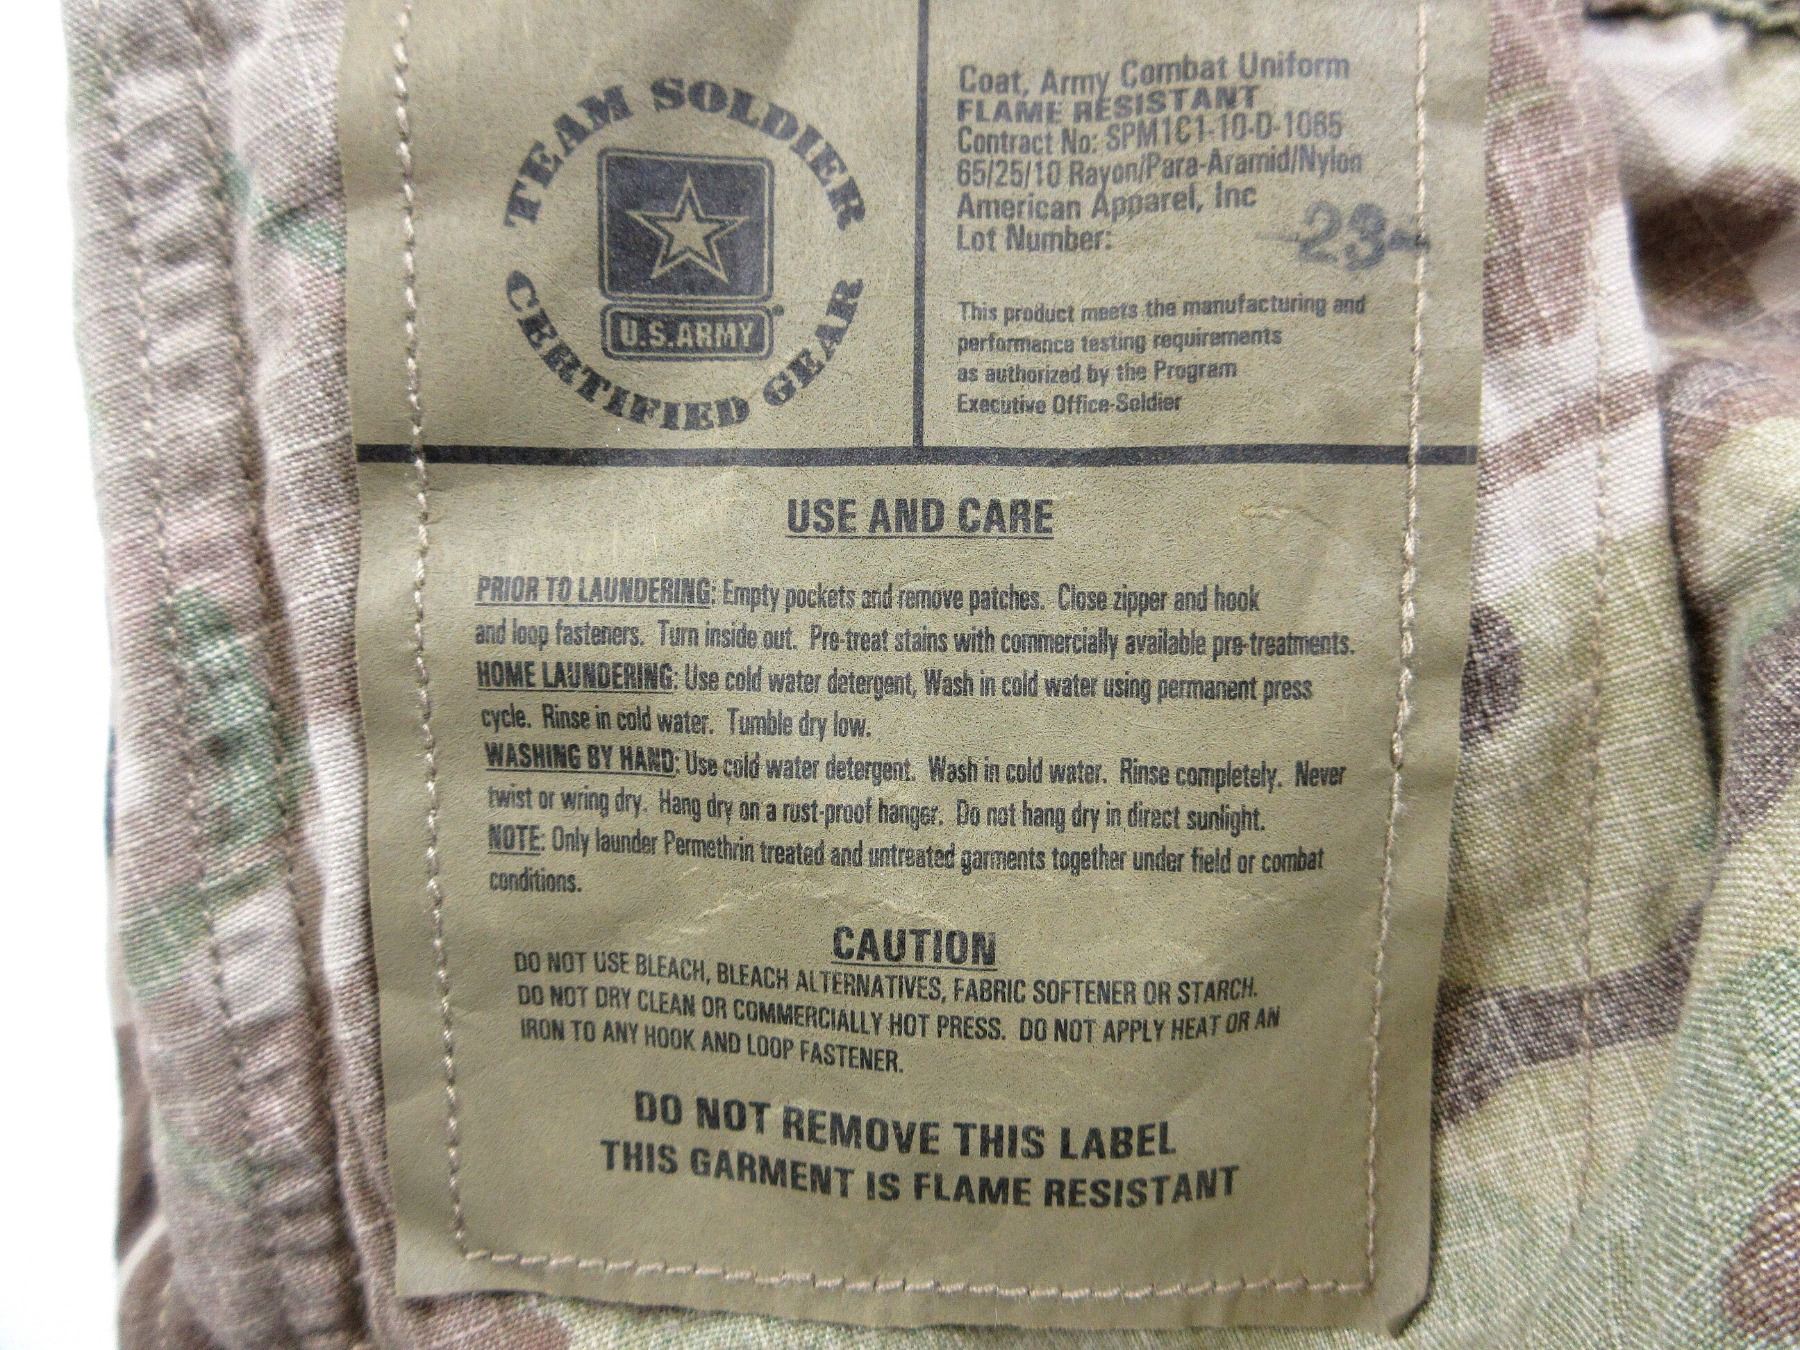 TEAM SOLDIER
U.S.ARMY
CERTIFIED GEAR
Coat, Army Combat Uniform
FLAME RESISTANT
Contract No: SPM1C1-10-D-1065
65/25/10 Rayon/Para-Aramid/Nylon
American Apparel, Inc
Lot Number: 23
This product meets the manufacturing and
performance testing requirements
as authorized by the Program
Executive Office-Soldier
USE AND CARE
PRIOR TO LAUNDERING: Empty pockets and remove patches. Close zipper and hook
and loop fasteners. Turn inside out. Pre-treat stains with commercially available pre-treatments.
HOME LAUNDERING: Use cold water detergent, Wash in cold water using permanent press
cycle. Rinse in cold water. Tumble dry low.
WASHING BY HAND: Use cold water detergent. Wash in cold water. Rinse completely. Never
twist or wring dry. Hang dry on a rust-proof hanger. Do not hang dry in direct sunlight.
NOTE: Only launder Permethrin treated and untreated garments together under field or combat
conditions.
CAUTION
DO NOT USE BLEACH, BLEACH ALTERNATIVES, FABRIC SOFTENER OR STARCH.
DO NOT DRY CLEAN OR COMMERCIALLY HOT PRESS. DO NOT APPLY HEAT OR AN
IRON TO ANY HOOK AND LOOP FASTENER.
DO NOT REMOVE THIS LABEL
THIS GARMENT IS FLAME RESISTANT